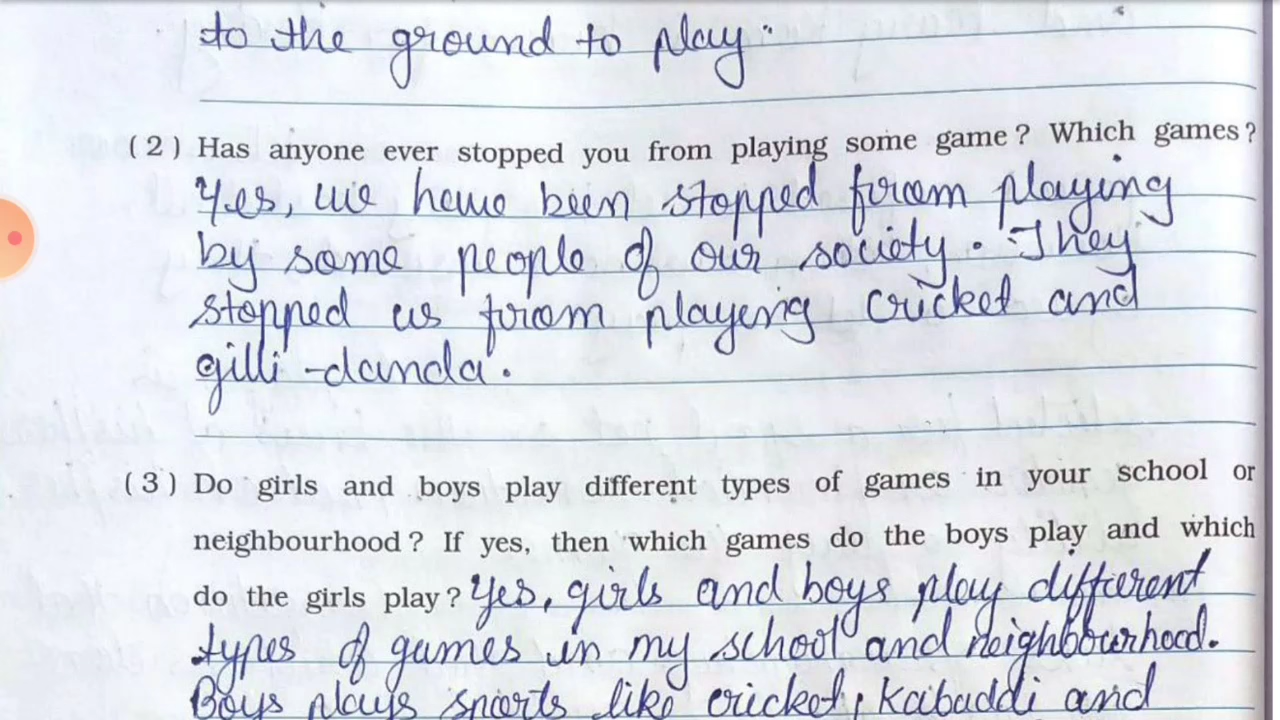 to the ground to play.
(2) Has anyone ever stopped you from playing some game? Which games?
Yes, we have been stopped from playing
by some people of our society. They
stopped us from playing cricket and
gilli-danda.
(3) Do girls and boys play different types of games in your school or
neighbourhood? If yes, then which games do the boys play and which
do the girls play? Yes, girls and boys play different
types of games in my school and neighbourhood.
Boys plays sports like cricket, Kabaddi and